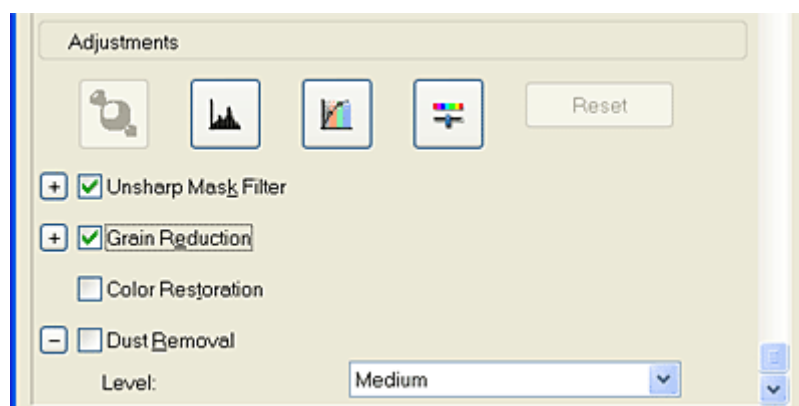 Adjustments
Reset
Unsharp Mask Filter
Grain Reduction
Color Restoration
Dust Removal
Level: Medium